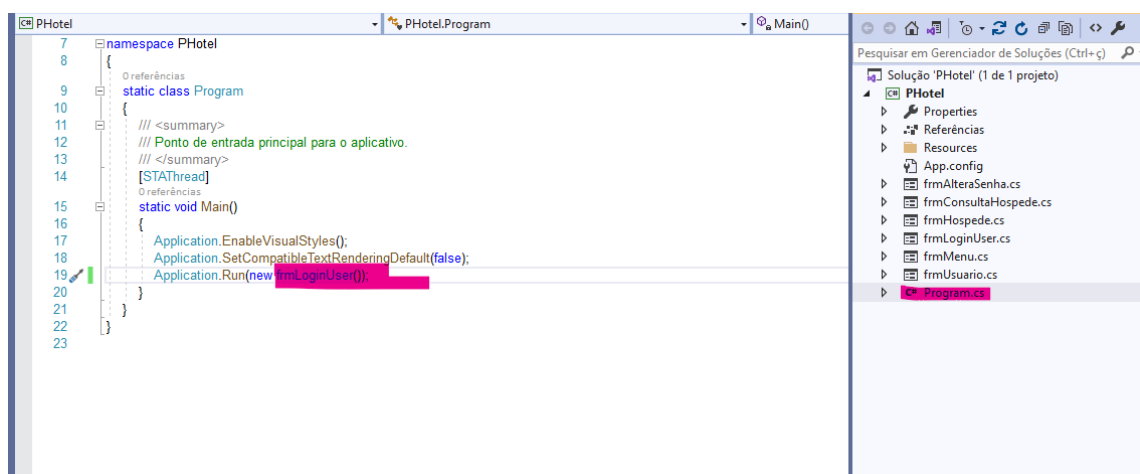 C# PHotel
PHotel.Program
Main()
7 namespace PHotel
8 {
0 referências
9 static class Program
10 {
11 /// <summary>
12 /// Ponto de entrada principal para o aplicativo.
13 /// </summary>
14 [STAThread]
0 referências
15 static void Main()
16 {
17 Application.EnableVisualStyles();
18 Application.SetCompatibleTextRenderingDefault(false);
19 Application.Run(new frmLoginUser());
20 }
21 }
22 }
23
Pesquisar em Gerenciador de Soluções (Ctrl+ç)
Solução 'PHotel' (1 de 1 projeto)
C# PHotel
Properties
Referências
Resources
App.config
frmAlteraSenha.cs
frmConsultaHospede.cs
frmHospede.cs
frmLoginUser.cs
frmMenu.cs
frmUsuario.cs
C# Program.cs